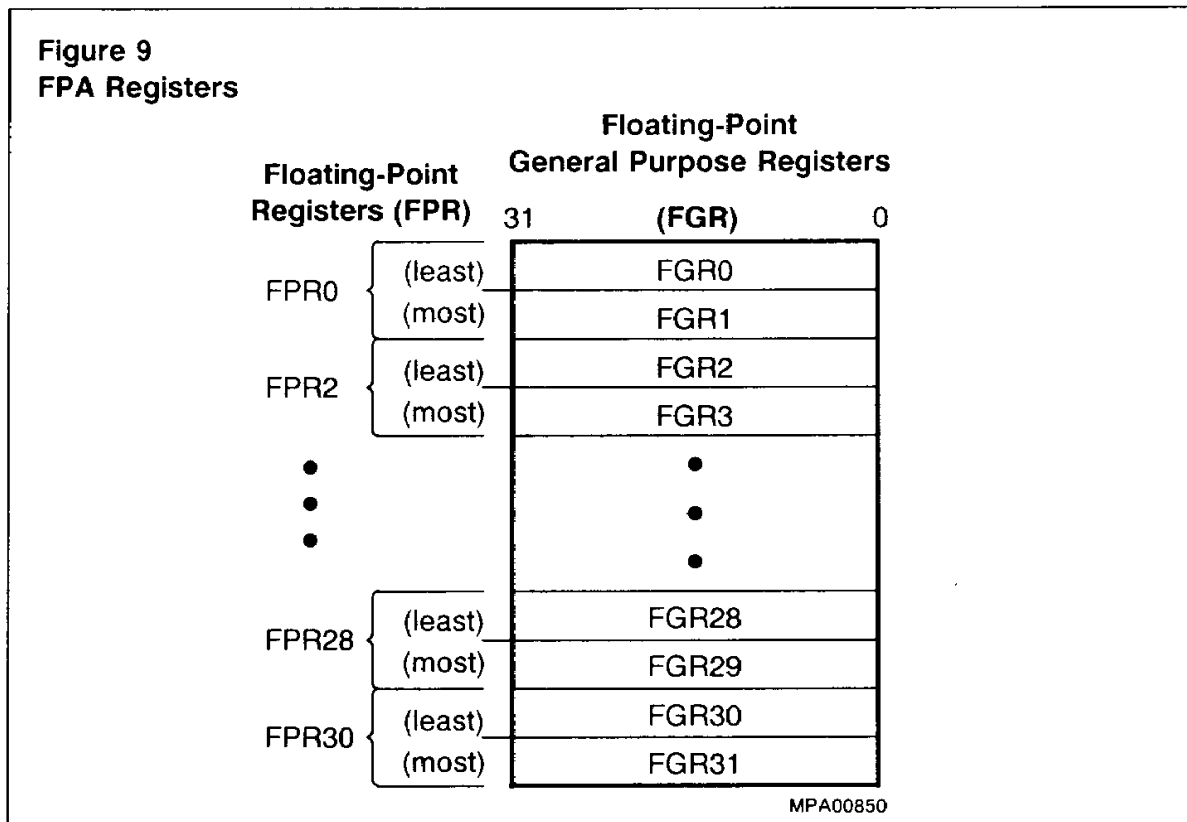 Figure 9
FPA Registers
Floating-Point
General Purpose Registers
Floating-Point
Registers (FPR)
31 (FGR) 0
FPR0 (least) FGR0
(most) FGR1
FPR2 (least) FGR2
(most) FGR3
FPR28 (least) FGR28
(most) FGR29
FPR30 (least) FGR30
(most) FGR31
MPA00850